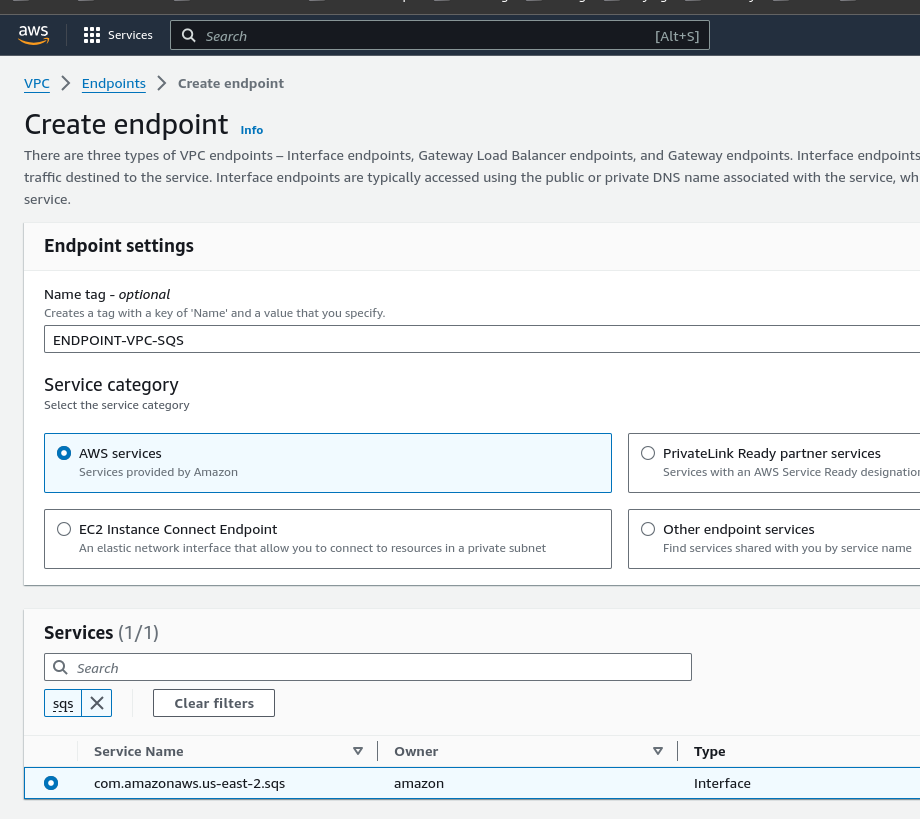 aws
Services
Search
[Alt+S]
VPC
Endpoints
Create endpoint
Create endpoint Info
There are three types of VPC endpoints – Interface endpoints, Gateway Load Balancer endpoints, and Gateway endpoints. Interface endpoints
traffic destined to the service. Interface endpoints are typically accessed using the public or private DNS name associated with the service, wh
service.
Endpoint settings
Name tag - optional
Creates a tag with a key of 'Name' and a value that you specify.
ENDPOINT-VPC-SQS
Service category
Select the service category
AWS services
Services provided by Amazon
PrivateLink Ready partner services
Services with an AWS Service Ready designation
EC2 Instance Connect Endpoint
An elastic network interface that allow you to connect to resources in a private subnet
Other endpoint services
Find services shared with you by service name
Services (1/1)
Search
sqs
Clear filters
Service Name
Owner
Type
com.amazonaws.us-east-2.sqs
amazon
Interface